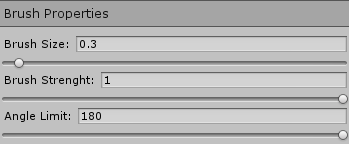 Brush Properties
Brush Size: 0.3
Brush Strenght: 1
Angle Limit: 180